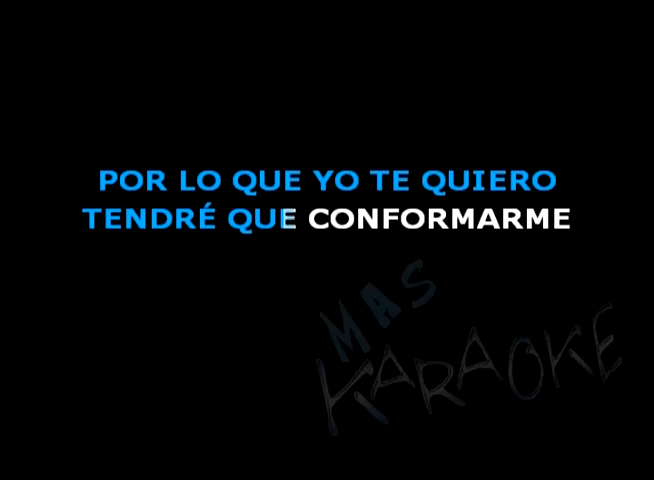 POR LO QUE YO TE QUIERO
TENDRÉ QUE CONFORMARME
MAS
KARAOKE